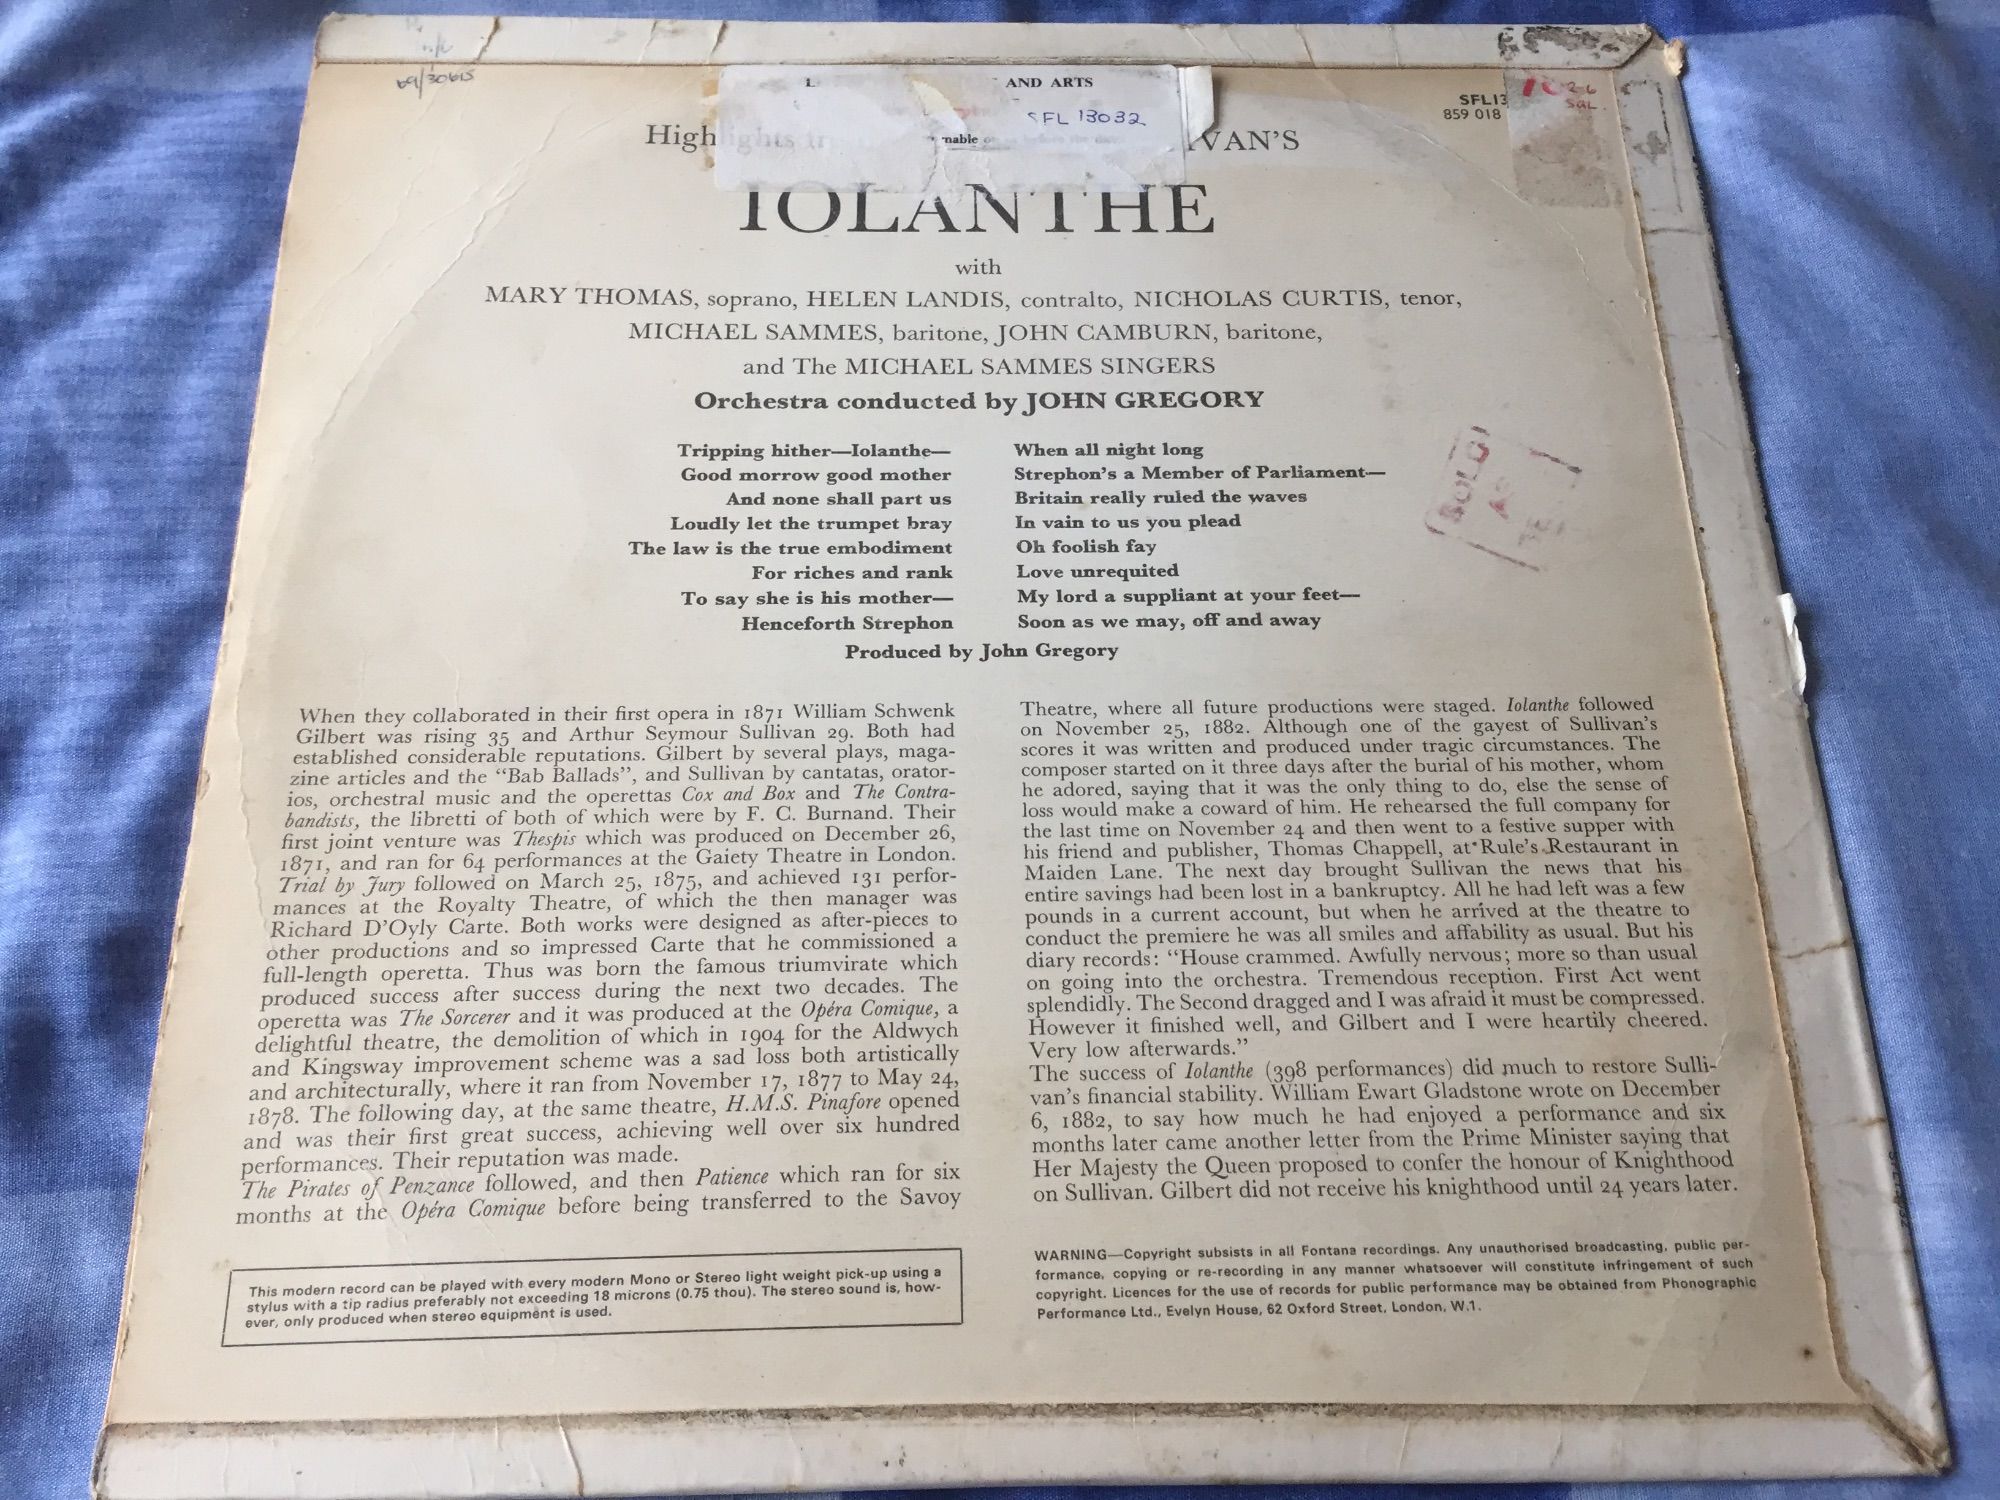 69/30615
AND ARTS
SFL 13032
SFL13
859 018
Highlights
VAN'S
IOLANTHE
with
MARY THOMAS, soprano, HELEN LANDIS, contralto, NICHOLAS CURTIS, tenor,
MICHAEL SAMMES, baritone, JOHN CAMBURN, baritone,
and The MICHAEL SAMMES SINGERS
Orchestra conducted by JOHN GREGORY
Tripping hither—Iolanthe—
Good morrow good mother
And none shall part us
Loudly let the trumpet bray
The law is the true embodiment
For riches and rank
To say she is his mother—
Henceforth Strephon
When all night long
Strephon's a Member of Parliament—
Britain really ruled the waves
In vain to us you plead
Oh foolish fay
Love unrequited
My lord a suppliant at your feet—
Soon as we may, off and away
Produced by John Gregory
SOLD
AS
When they collaborated in their first opera in 1871 William Schwenk
Gilbert was rising 35 and Arthur Seymour Sullivan 29. Both had
established considerable reputations. Gilbert by several plays, maga-
zine articles and the "Bab Ballads", and Sullivan by cantatas, orator-
ios, orchestral music and the operettas Cox and Box and The Contra-
bandists, the libretti of both of which were by F. C. Burnand. Their
first joint venture was Thespis which was produced on December 26,
1871, and ran for 64 performances at the Gaiety Theatre in London.
Trial by Jury followed on March 25, 1875, and achieved 131 perfor-
mances at the Royalty Theatre, of which the then manager was
Richard D'Oyly Carte. Both works were designed as after-pieces to
other productions and so impressed Carte that he commissioned a
full-length operetta. Thus was born the famous triumvirate which
produced success after success during the next two decades. The
operetta was The Sorcerer and it was produced at the Opéra Comique, a
delightful theatre, the demolition of which in 1904 for the Aldwych
and Kingsway improvement scheme was a sad loss both artistically
and architecturally, where it ran from November 17, 1877 to May 24,
1878. The following day, at the same theatre, H.M.S. Pinafore opened
and was their first great success, achieving well over six hundred
performances. Their reputation was made.
The Pirates of Penzance followed, and then Patience which ran for six
months at the Opéra Comique before being transferred to the Savoy
Theatre, where all future productions were staged. Iolanthe followed
on November 25, 1882. Although one of the gayest of Sullivan's
scores it was written and produced under tragic circumstances. The
composer started on it three days after the burial of his mother, whom
he adored, saying that it was the only thing to do, else the sense of
loss would make a coward of him. He rehearsed the full company for
the last time on November 24 and then went to a festive supper with
his friend and publisher, Thomas Chappell, at Rule's Restaurant in
Maiden Lane. The next day brought Sullivan the news that his
entire savings had been lost in a bankruptcy. All he had left was a few
pounds in a current account, but when he arrived at the theatre to
conduct the premiere he was all smiles and affability as usual. But his
diary records: "House crammed. Awfully nervous; more so than usual
on going into the orchestra. Tremendous reception. First Act went
splendidly. The Second dragged and I was afraid it must be compressed.
However it finished well, and Gilbert and I were heartily cheered.
Very low afterwards."
The success of Iolanthe (398 performances) did much to restore Sulli-
van's financial stability. William Ewart Gladstone wrote on December
6, 1882, to say how much he had enjoyed a performance and six
months later came another letter from the Prime Minister saying that
Her Majesty the Queen proposed to confer the honour of Knighthood
on Sullivan. Gilbert did not receive his knighthood until 24 years later.
This modern record can be played with every modern Mono or Stereo light weight pick-up using a
stylus with a tip radius preferably not exceeding 18 microns (0.75 thou). The stereo sound is, how-
ever, only produced when stereo equipment is used.
WARNING—Copyright subsists in all Fontana recordings. Any unauthorised broadcasting, public per-
formance, copying or re-recording in any manner whatsoever will constitute infringement of such
copyright. Licences for the use of records for public performance may be obtained from Phonographic
Performance Ltd., Evelyn House, 62 Oxford Street, London, W.1.